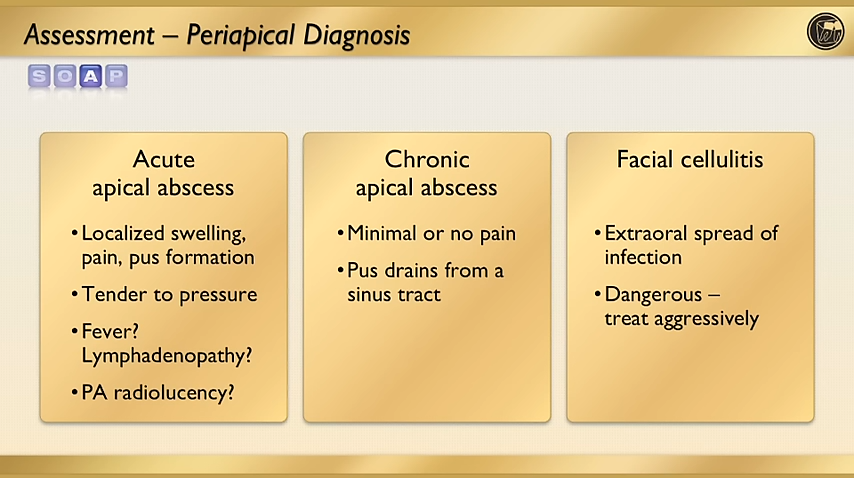 Assessment – Periapical Diagnosis
S O A P
Acute
apical abscess
• Localized swelling,
pain, pus formation
• Tender to pressure
• Fever?
Lymphadenopathy?
• PA radiolucency?
Chronic
apical abscess
• Minimal or no pain
• Pus drains from a
sinus tract
Facial cellulitis
• Extraoral spread of
infection
• Dangerous –
treat aggressively